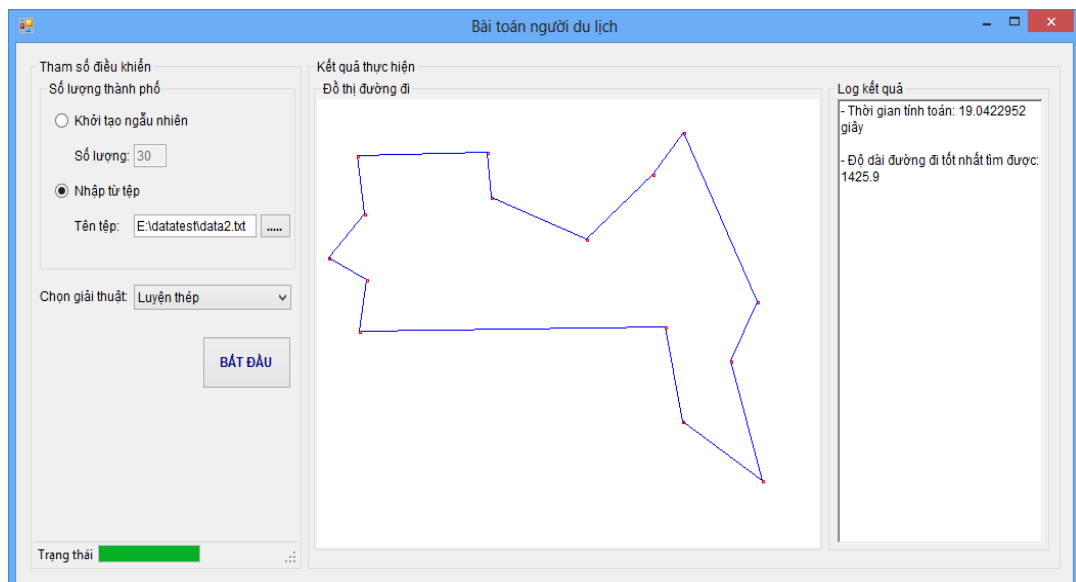 Bài toán người du lịch
Tham số điều khiển
Số lượng thành phố
Khởi tạo ngẫu nhiên
Số lượng: 30
Nhập từ tệp
Tên tệp: E:\datatest\data2.txt .....
Chọn giải thuật: Luyện thép
BẮT ĐẦU
Trạng thái
Kết quả thực hiện
Đồ thị đường đi
Log kết quả
- Thời gian tính toán: 19.0422952
giây
- Độ dài đường đi tốt nhất tìm được:
1425.9